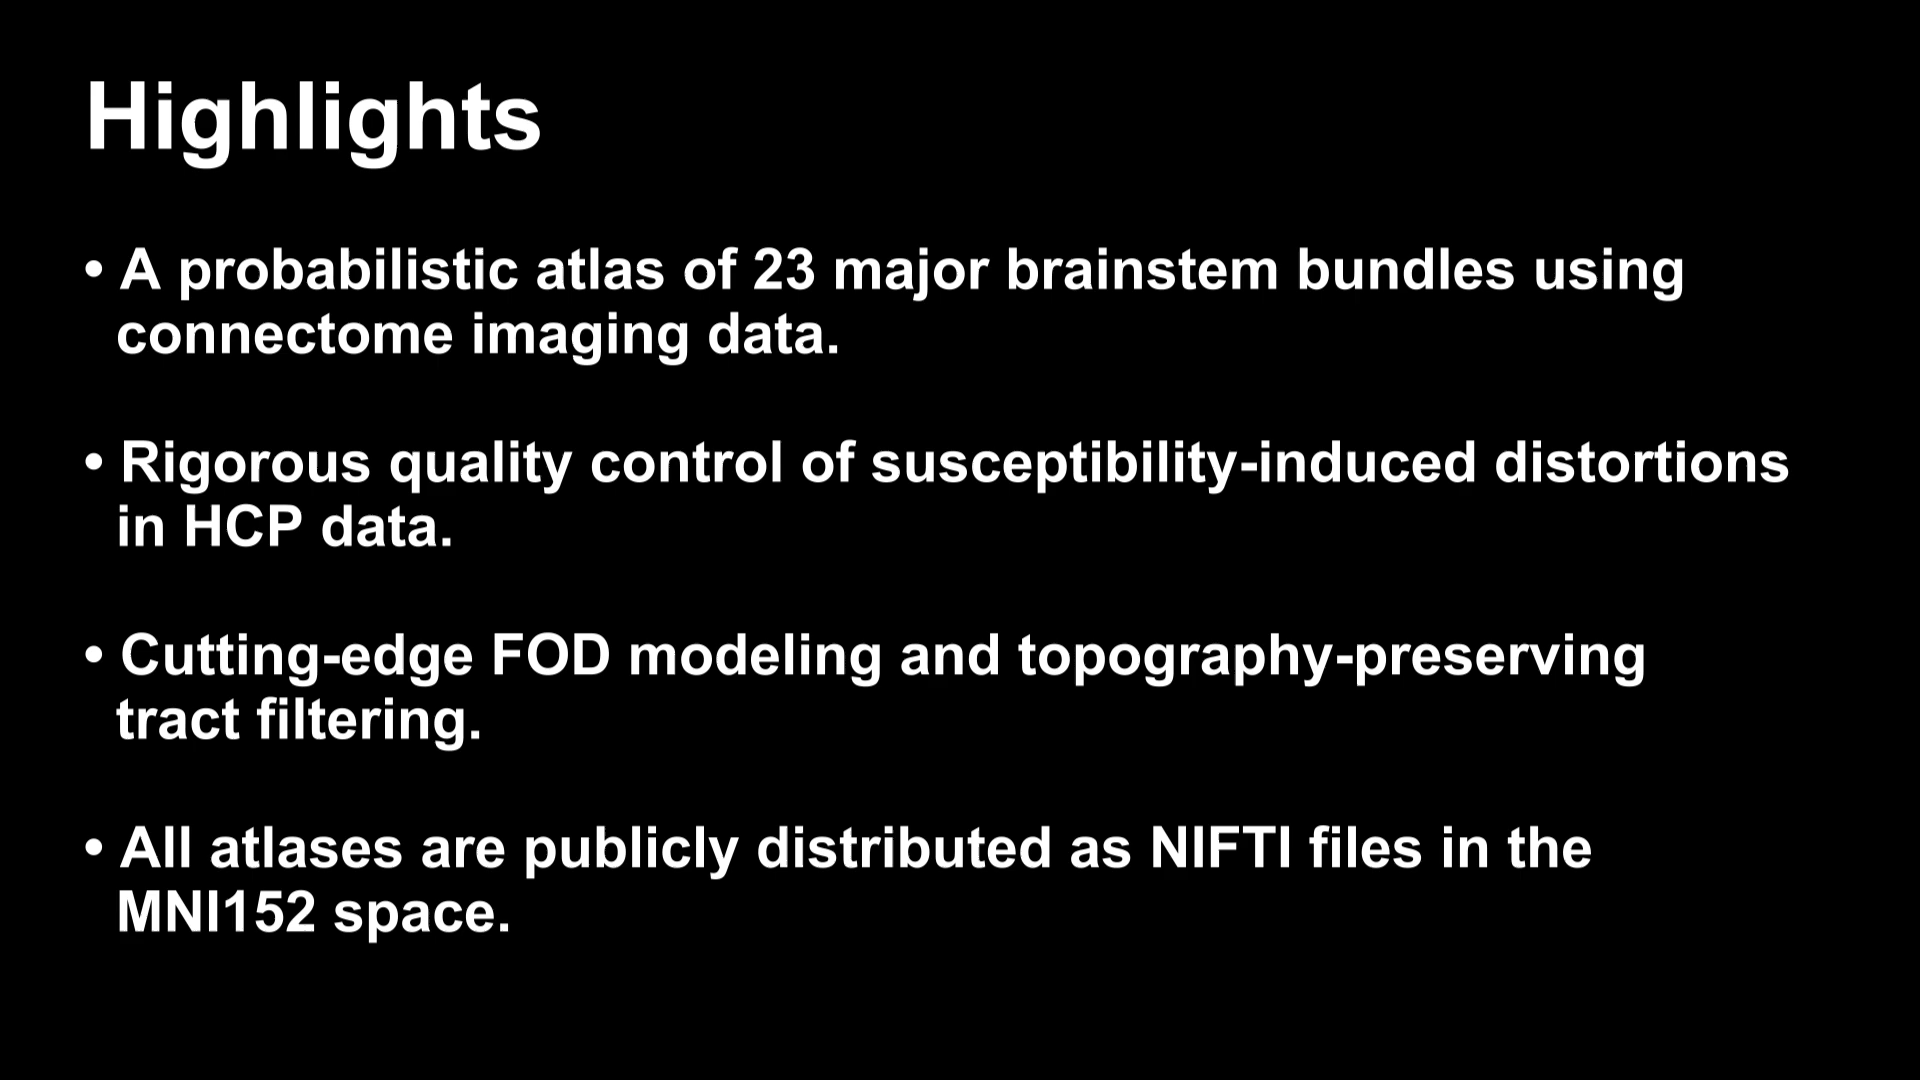 Highlights
• A probabilistic atlas of 23 major brainstem bundles using
connectome imaging data.
• Rigorous quality control of susceptibility-induced distortions
in HCP data.
• Cutting-edge FOD modeling and topography-preserving
tract filtering.
• All atlases are publicly distributed as NIFTI files in the
MNI152 space.